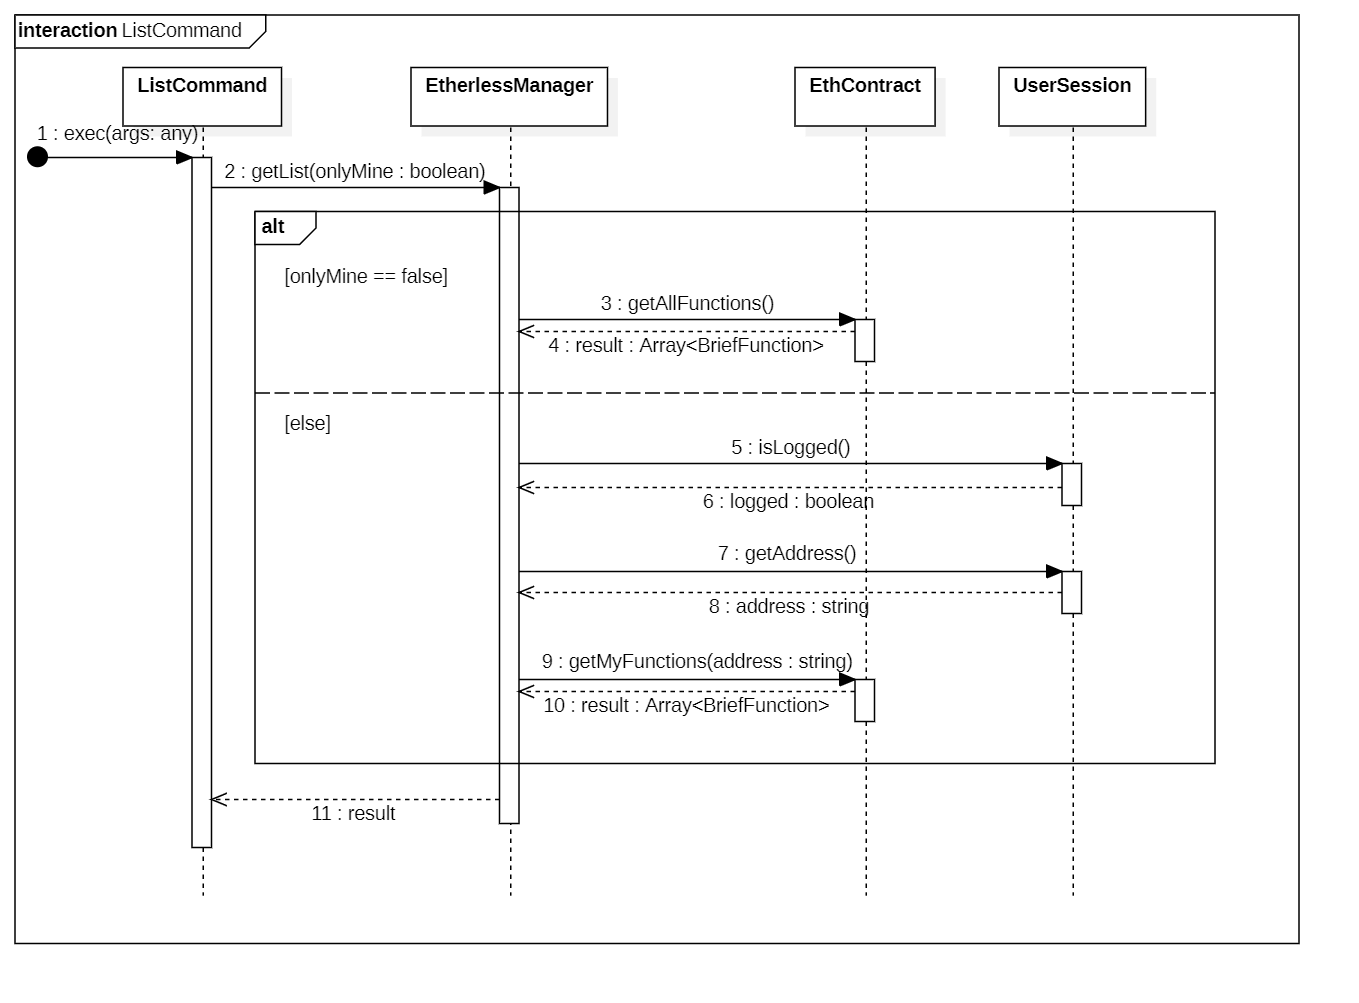 interaction ListCommand
ListCommand
EtherlessManager
EthContract
UserSession
1 : exec(args: any)
2 : getList(onlyMine : boolean)
alt
[onlyMine == false]
3 : getAllFunctions()
4 : result : Array<BriefFunction>
[else]
5 : isLogged()
6 : logged : boolean
7 : getAddress()
8 : address : string
9 : getMyFunctions(address : string)
10 : result : Array<BriefFunction>
11 : result